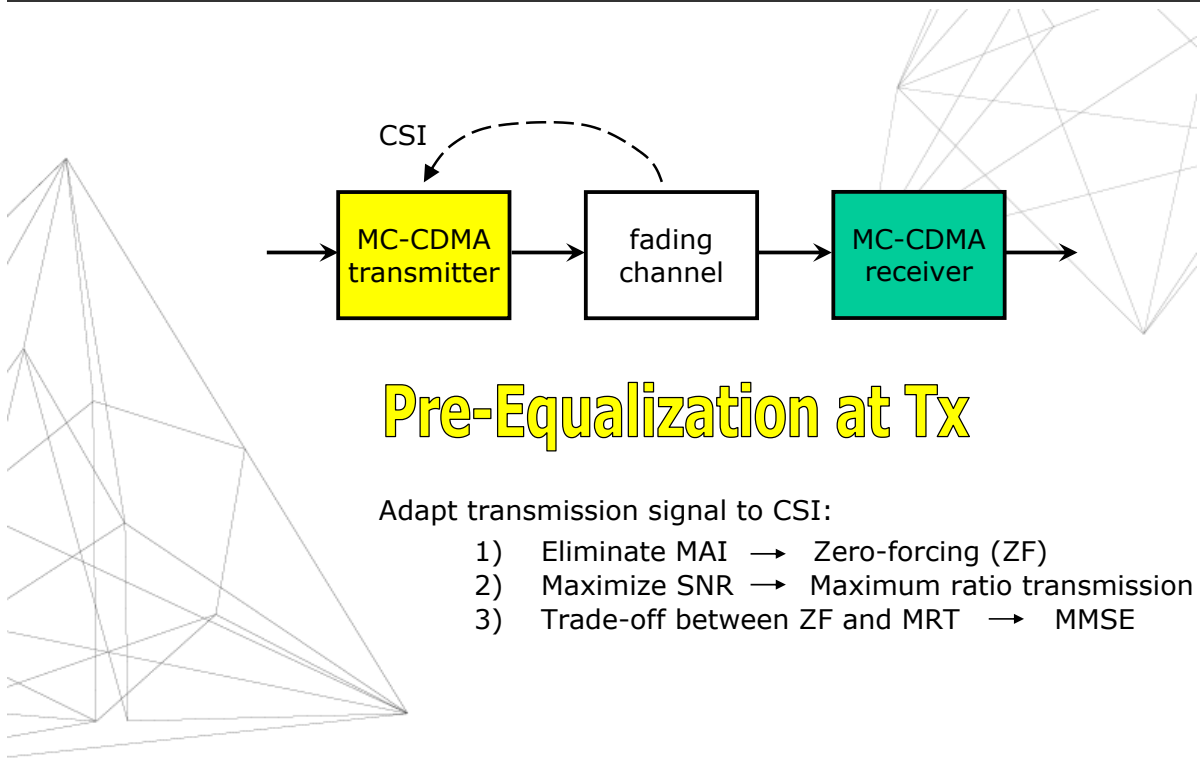 CSI
MC-CDMA
transmitter
fading
channel
MC-CDMA
receiver
Pre-Equalization at Tx
Adapt transmission signal to CSI:
1) Eliminate MAI → Zero-forcing (ZF)
2) Maximize SNR → Maximum ratio transmission
3) Trade-off between ZF and MRT → MMSE